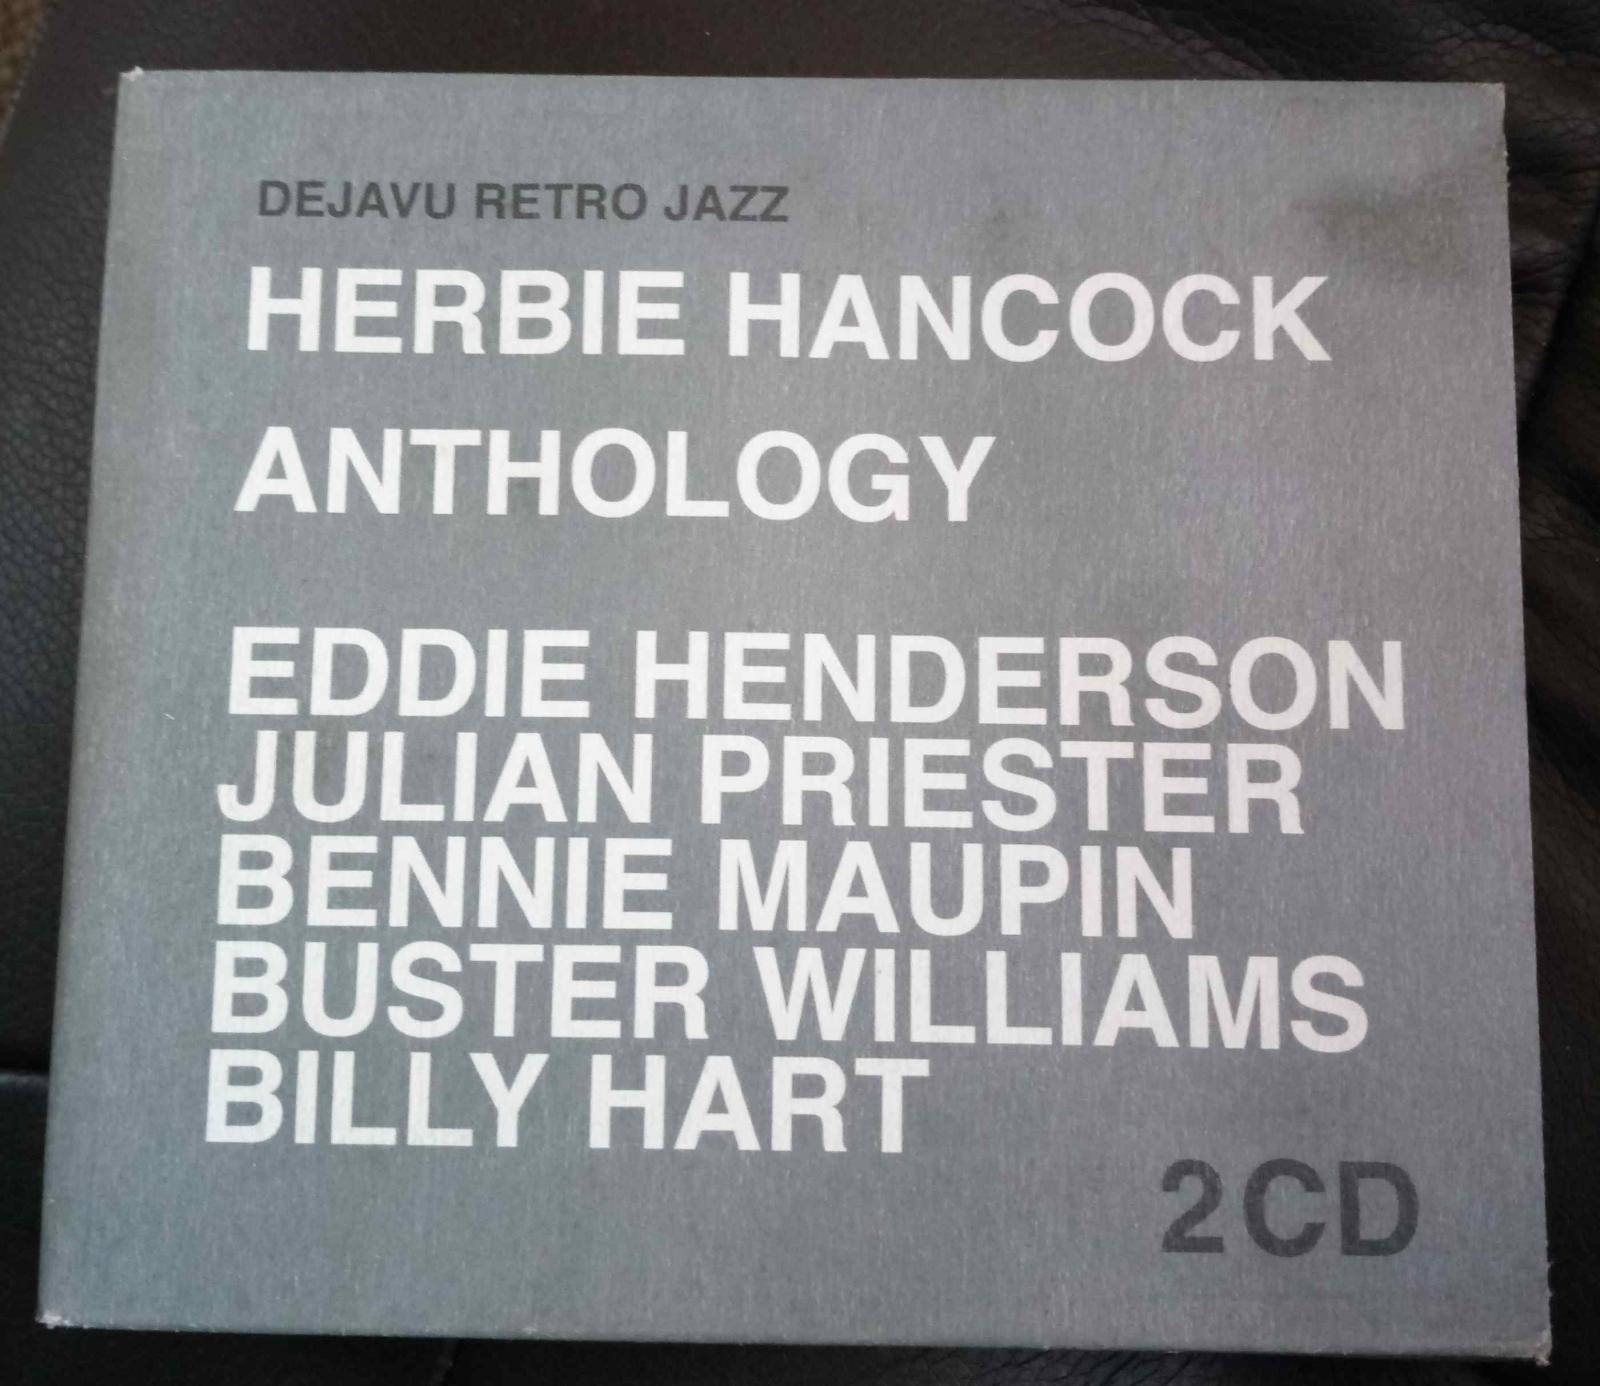 DEJAVU RETRO JAZZ
HERBIE HANCOCK
ANTHOLOGY
EDDIE HENDERSON
JULIAN PRIESTER
BENNIE MAUPIN
BUSTER WILLIAMS
BILLY HART
2CD